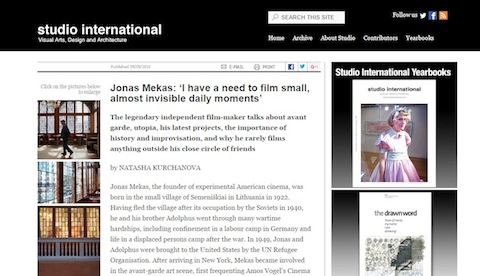 studio international
Visual Arts, Design and Architecture
SEARCH THIS SITE
Follow us
Home Archive About Studio Contributors Yearbooks
Click on the pictures below
to enlarge
E-MAIL PRINT
Jonas Mekas: ‘I have a need to film small,
almost invisible daily moments’
The legendary independent film-maker talks about avant
garde, utopia, his latest projects, the importance of
history and improvisation, and why he rarely films
anything outside his close circle of friends
by NATASHA KURCHANOVA
Jonas Mekas, the founder of experimental American cinema, was
born in the small village of Semeniškiai in Lithuania in 1922.
Having fled the village after its occupation by the Soviets in 1940,
he and his brother Adolphus went through many wartime
hardships, including confinement in a labour camp in Germany and
life in a displaced persons camp after the war. In 1949, Jonas and
Adolphus were brought to the United States by the UN Refugee
Organisation. After arriving in New York, Mekas became involved
in the avant-garde art scene, first frequenting Amos Vogel's Cinema
Studio International Yearbooks
studio international
the drawn word